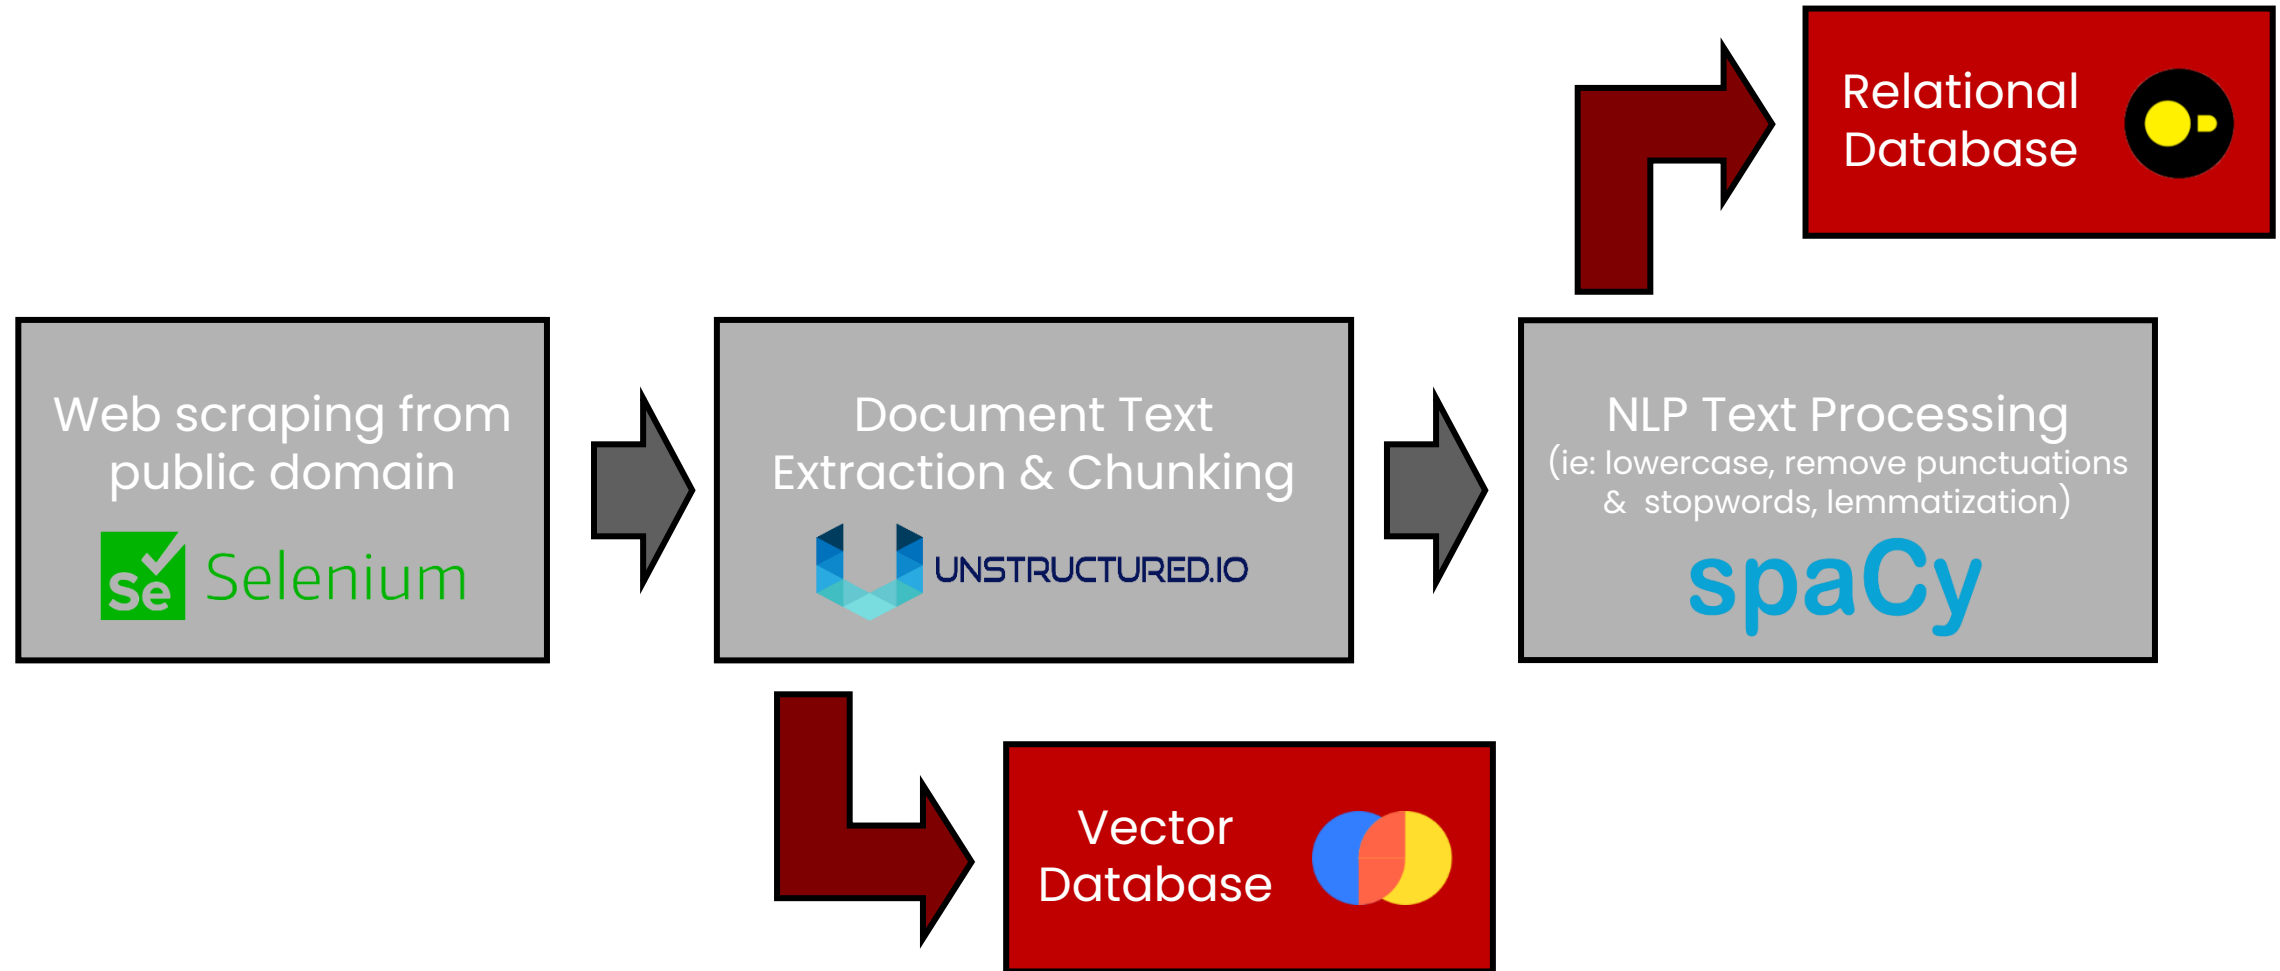 Relational
Database
Web scraping from
public domain
Se Selenium
Document Text
Extraction & Chunking
UNSTRUCTURED.IO
NLP Text Processing
(ie: lowercase, remove punctuations
& stopwords, lemmatization)
spaCy
Vector
Database